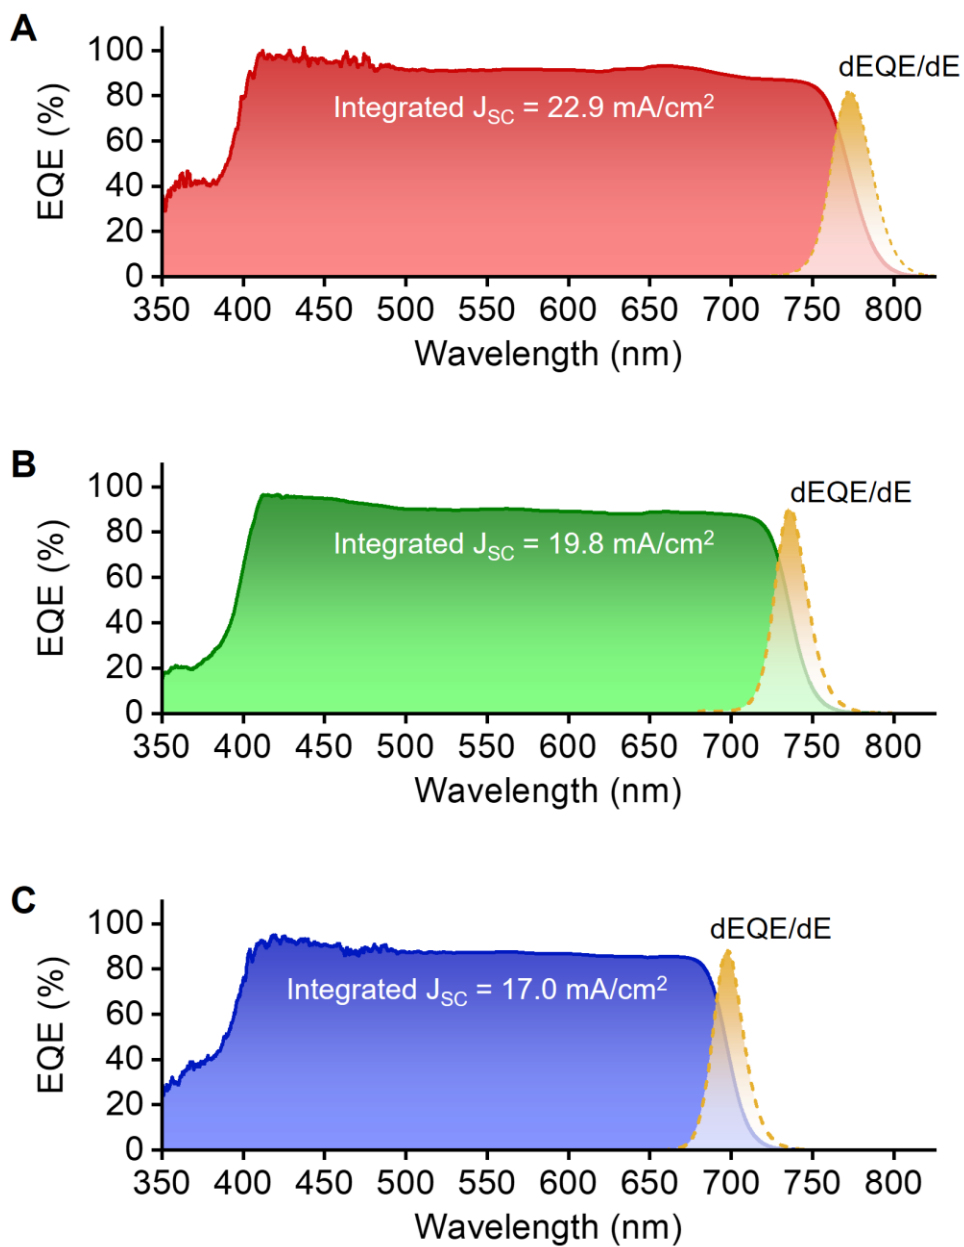 A
EQE (%)
100
80
60
40
20
0
dEQE/dE
Integrated J_SC = 22.9 mA/cm²
350 400 450 500 550 600 650 700 750 800
Wavelength (nm)
B
EQE (%)
100
80
60
40
20
0
dEQE/dE
Integrated J_SC = 19.8 mA/cm²
350 400 450 500 550 600 650 700 750 800
Wavelength (nm)
C
EQE (%)
100
80
60
40
20
0
dEQE/dE
Integrated J_SC = 17.0 mA/cm²
350 400 450 500 550 600 650 700 750 800
Wavelength (nm)